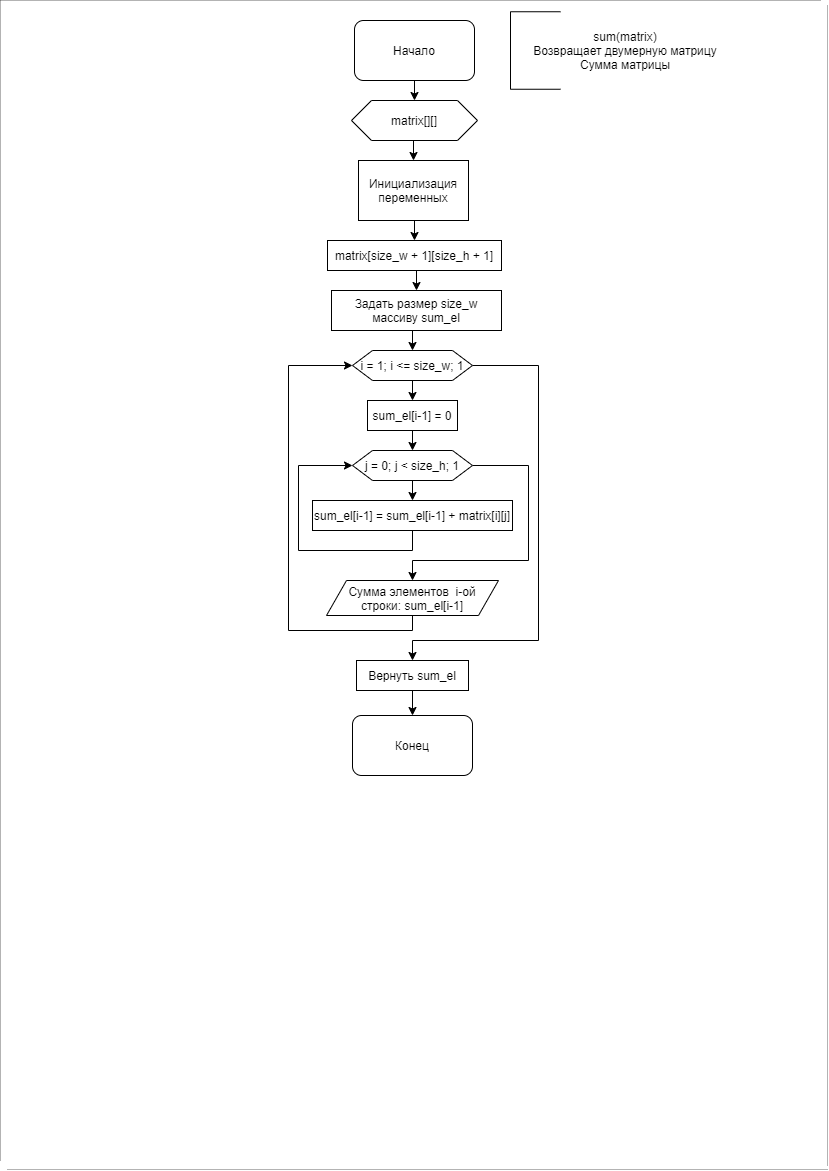 Начало
sum(matrix)
Возвращает двумерную матрицу
Сумма матрицы
matrix[][]
Инициализация
переменных
matrix[size_w + 1][size_h + 1]
Задать размер size_w
массиву sum_el
i = 1; i <= size_w; 1
sum_el[i-1] = 0
j = 0; j < size_h; 1
sum_el[i-1] = sum_el[i-1] + matrix[i][j]
Сумма элементов i-ой
строки: sum_el[i-1]
Вернуть sum_el
Конец